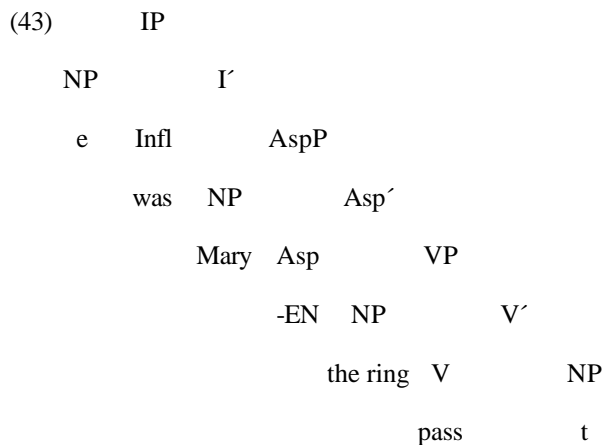 (43) IP
NP I´
e Infl AspP
was NP Asp´
Mary Asp VP
-EN NP V´
the ring V NP
pass t